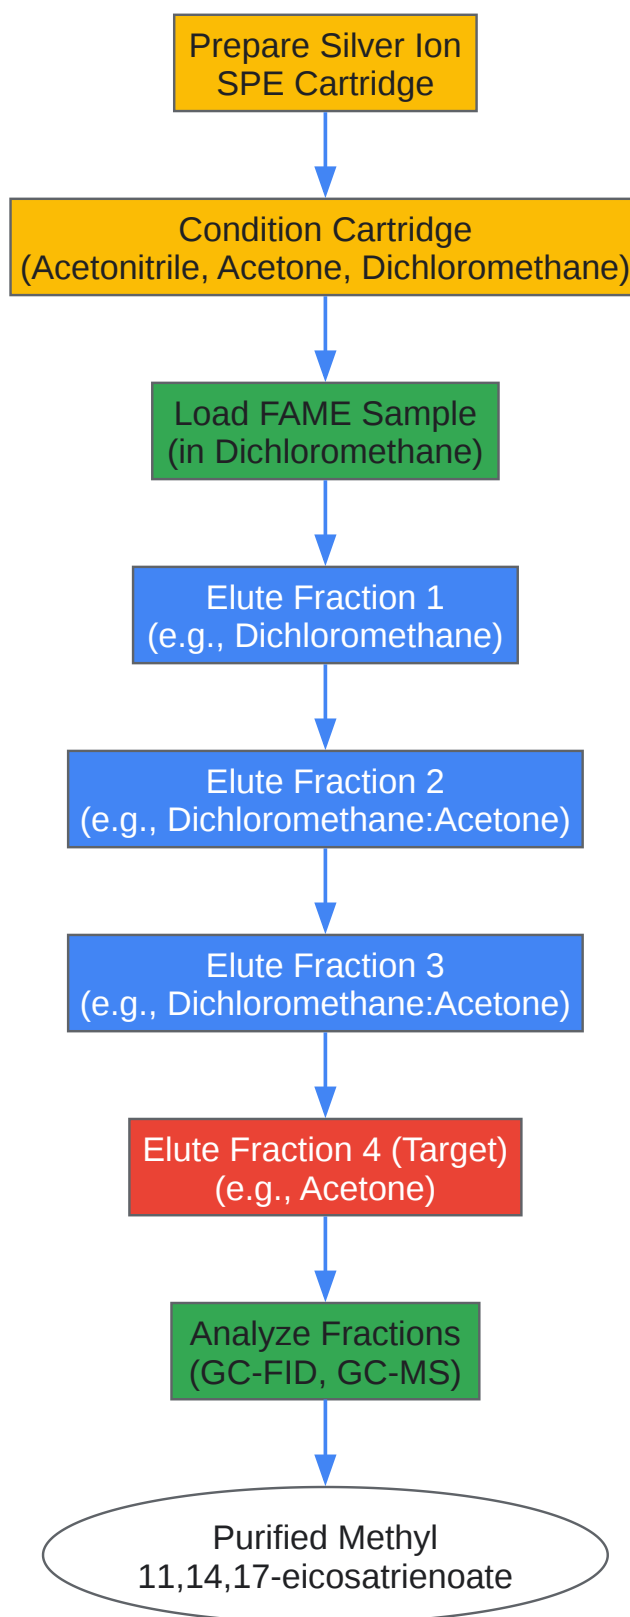 Prepare Silver Ion
SPE Cartridge
Condition Cartridge
(Acetonitrile, Acetone, Dichloromethane)
Load FAME Sample
(in Dichloromethane)
Elute Fraction 1
(e.g., Dichloromethane)
Elute Fraction 2
(e.g., Dichloromethane:Acetone)
Elute Fraction 3
(e.g., Dichloromethane:Acetone)
Elute Fraction 4 (Target)
(e.g., Acetone)
Analyze Fractions
(GC-FID, GC-MS)
Purified Methyl
11,14,17-eicosatrienoate